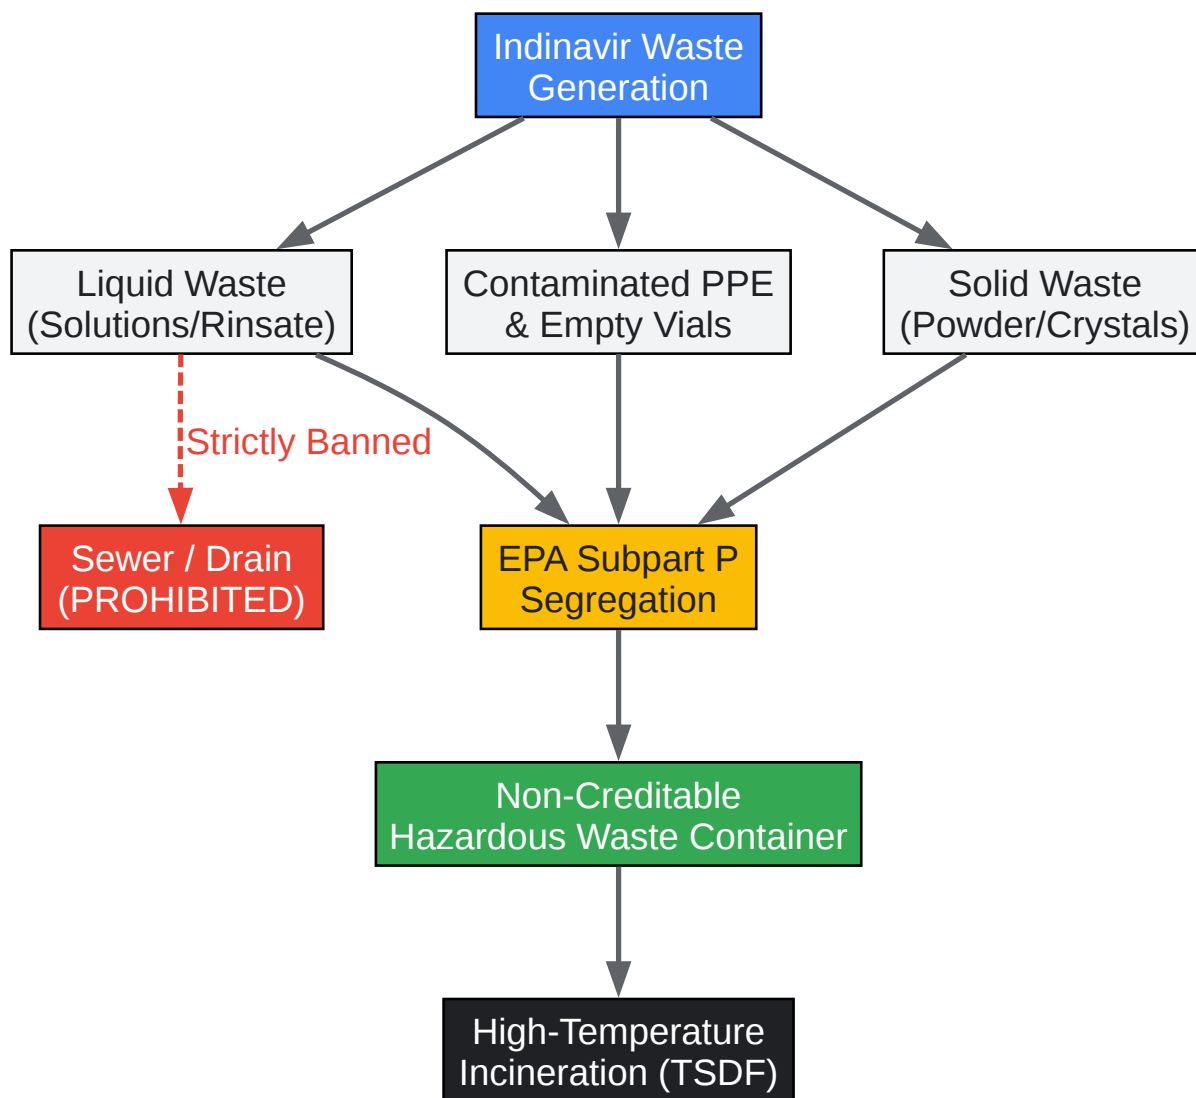 Indinavir Waste
Generation
Liquid Waste
(Solutions/Rinsate)
Contaminated PPE
& Empty Vials
Solid Waste
(Powder/Crystals)
Strictly Banned
Sewer / Drain
(PROHIBITED)
EPA Subpart P
Segregation
Non-Creditable
Hazardous Waste Container
High-Temperature
Incineration (TSDF)